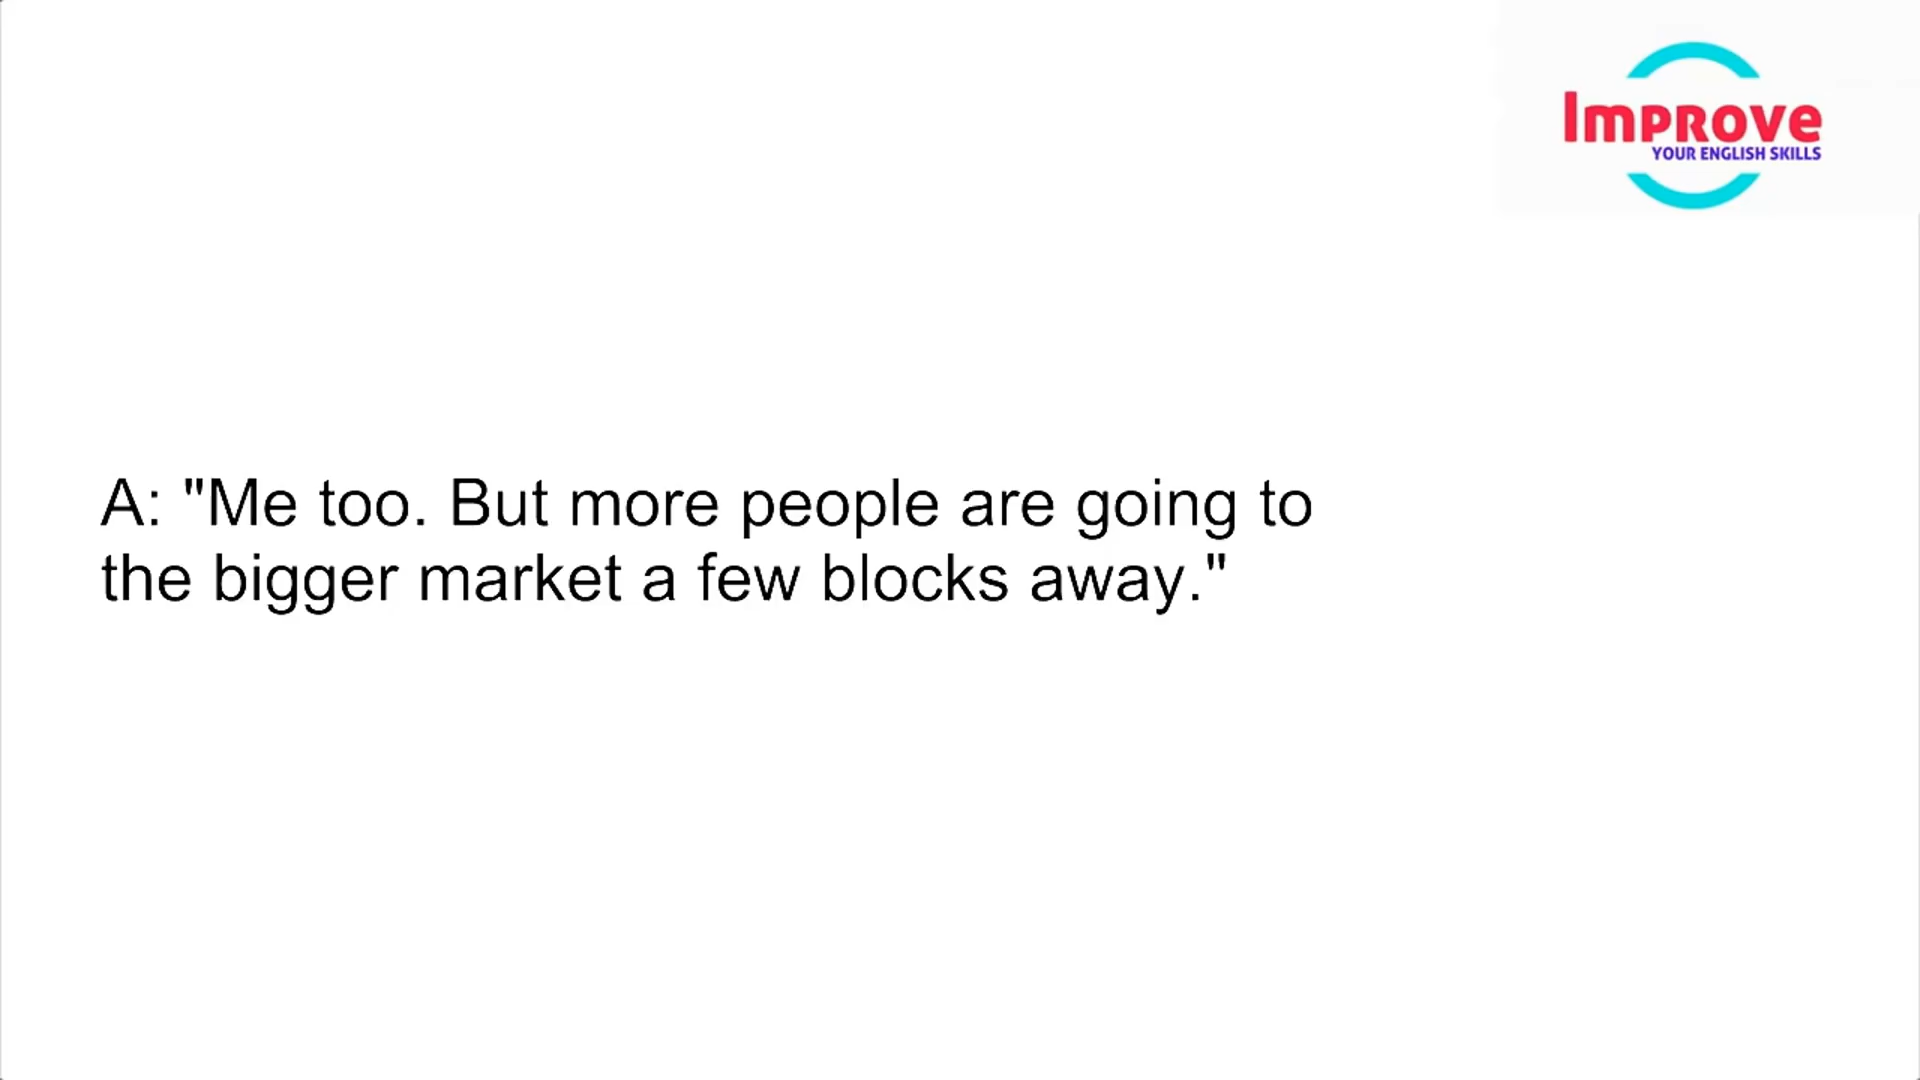 Improve
YOUR ENGLISH SKILLS
A: "Me too. But more people are going to
the bigger market a few blocks away."